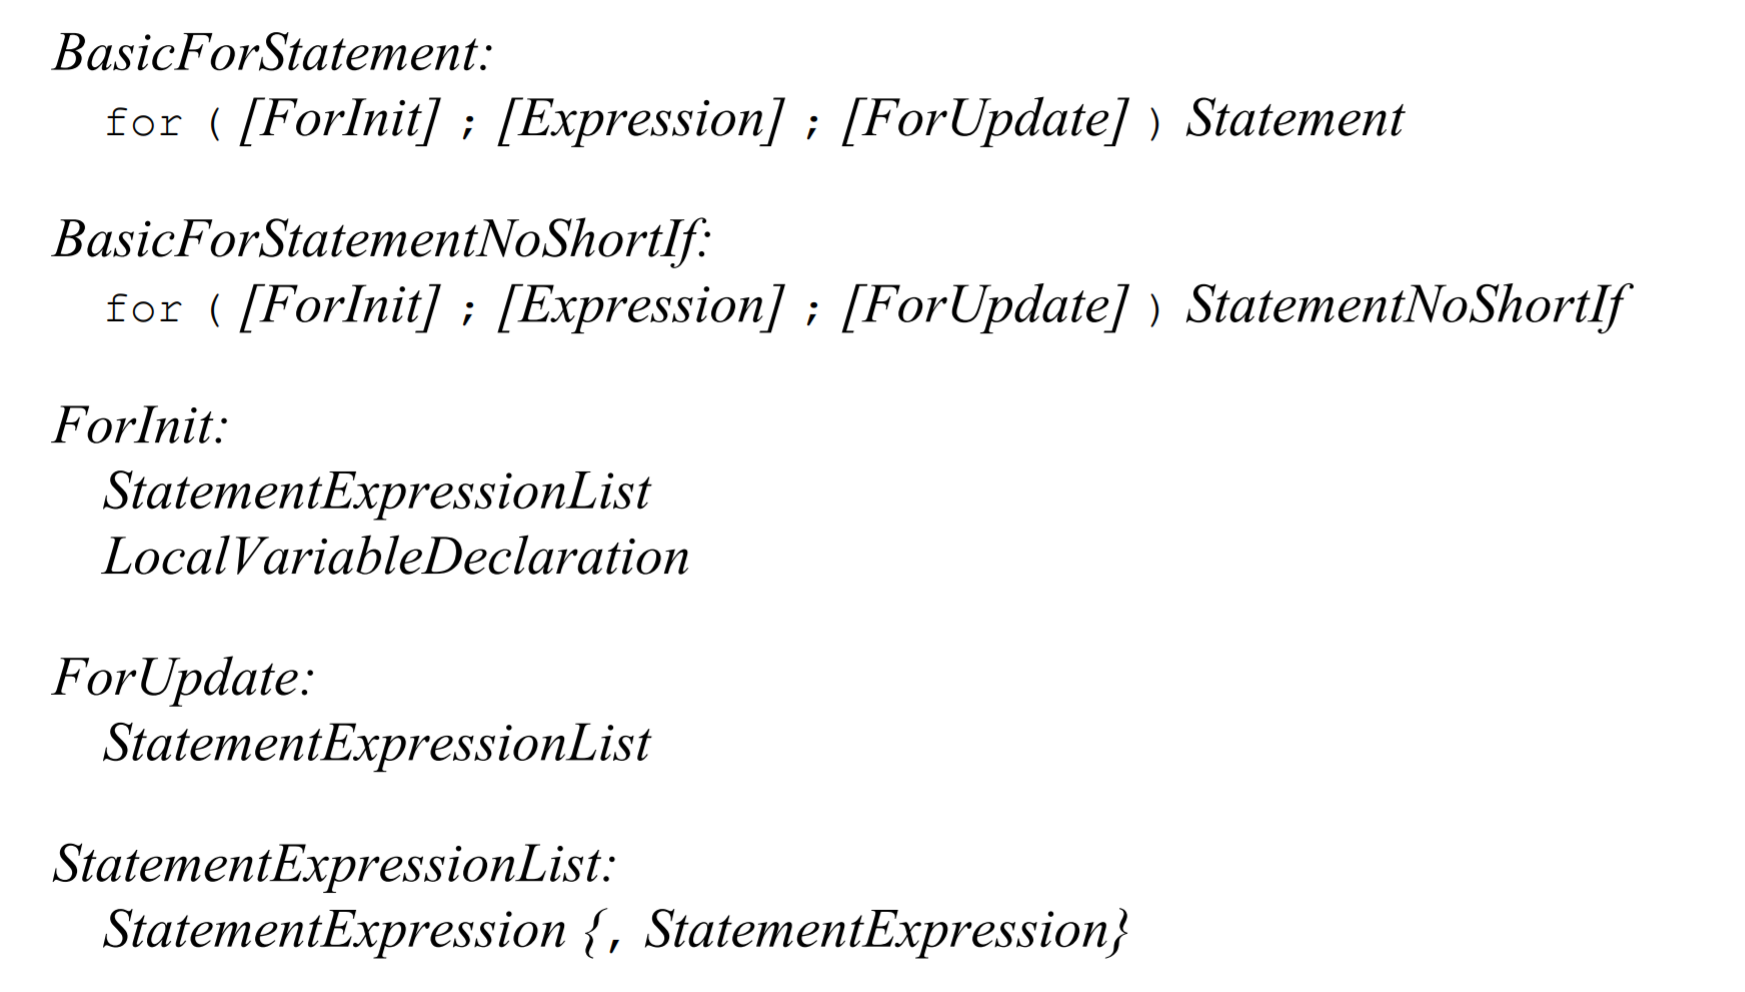 BasicForStatement:
for ( [ForInit] ; [Expression] ; [ForUpdate] ) Statement
BasicForStatementNoShortIf:
for ( [ForInit] ; [Expression] ; [ForUpdate] ) StatementNoShortIf
ForInit:
StatementExpressionList
LocalVariableDeclaration
ForUpdate:
StatementExpressionList
StatementExpressionList:
StatementExpression {, StatementExpression}